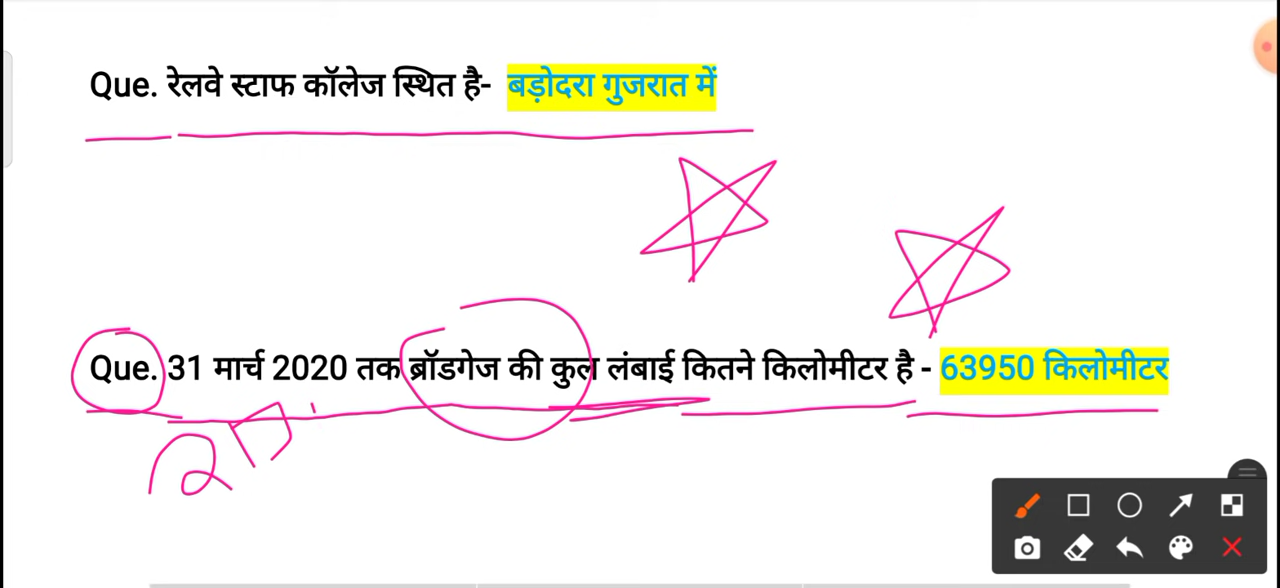 Que. रेलवे स्टाफ कॉलेज स्थित है- बड़ोदरा गुजरात में
Que. 31 मार्च 2020 तक ब्रॉडगेज की कुल लंबाई कितने किलोमीटर है - 63950 किलोमीटर